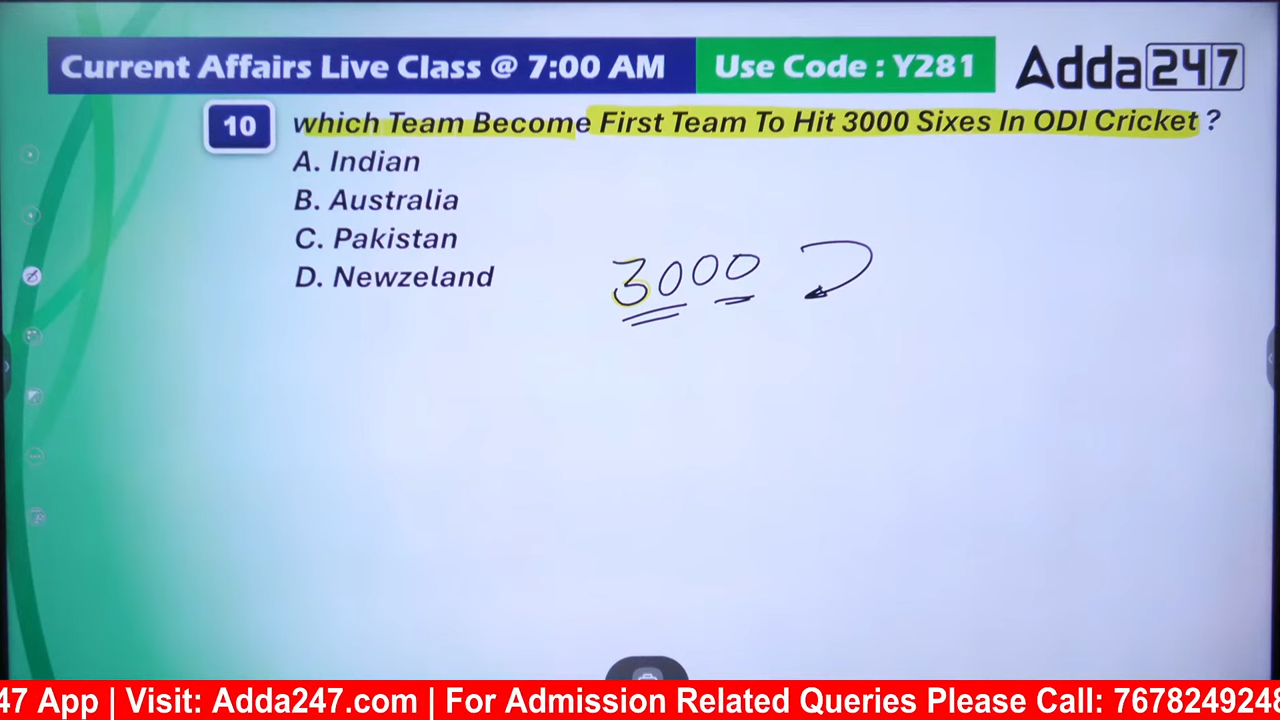 Current Affairs Live Class @ 7:00 AM
Use Code : Y281
Adda247
10 which Team Become First Team To Hit 3000 Sixes In ODI Cricket ?
A. Indian
B. Australia
C. Pakistan
D. Newzeland
3000
47 App | Visit: Adda247.com | For Admission Related Queries Please Call: 7678249248